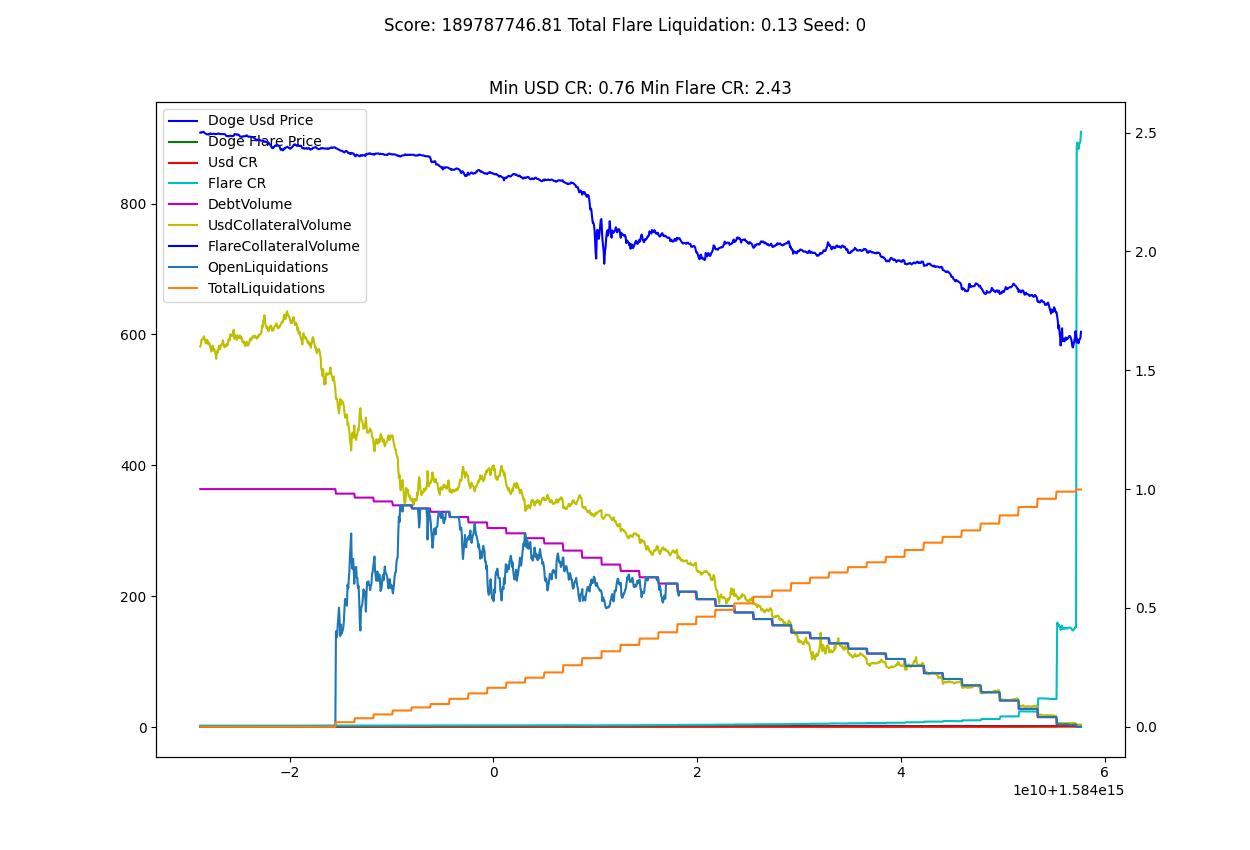 Score: 189787746.81 Total Flare Liquidation: 0.13 Seed: 0
Min USD CR: 0.76 Min Flare CR: 2.43
Doge Usd Price
Doge Flare Price
Usd CR
Flare CR
DebtVolume
UsdCollateralVolume
FlareCollateralVolume
OpenLiquidations
TotalLiquidations
800
600
400
200
0
2.5
2.0
1.5
1.0
0.5
0.0
−2
0
2
4
6
1e10+1.584e15